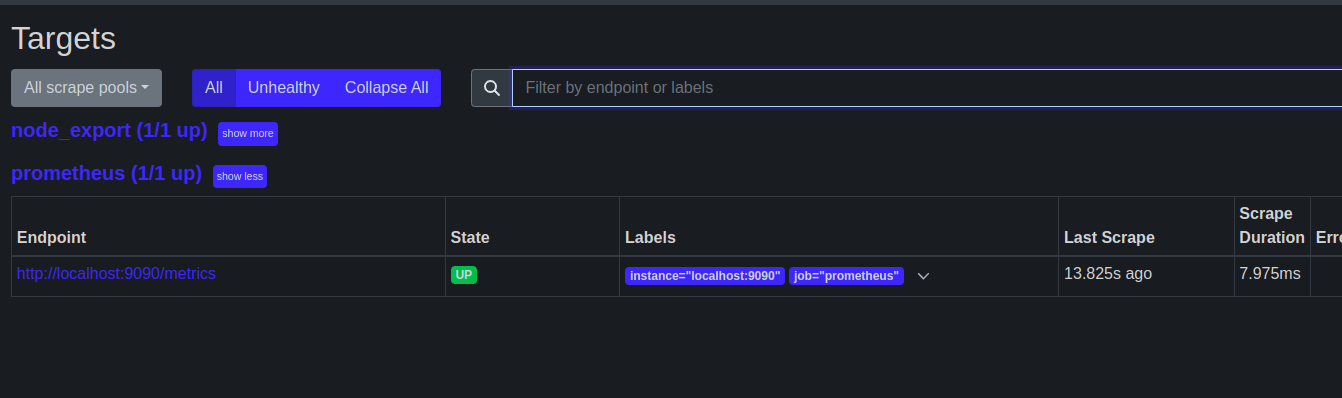 Targets
All scrape pools All Unhealthy Collapse All Filter by endpoint or labels
node_export (1/1 up) show more
prometheus (1/1 up) show less
Endpoint State Labels Last Scrape Scrape Duration
http://localhost:9090/metrics UP instance="localhost:9090" job="prometheus" 13.825s ago 7.975ms